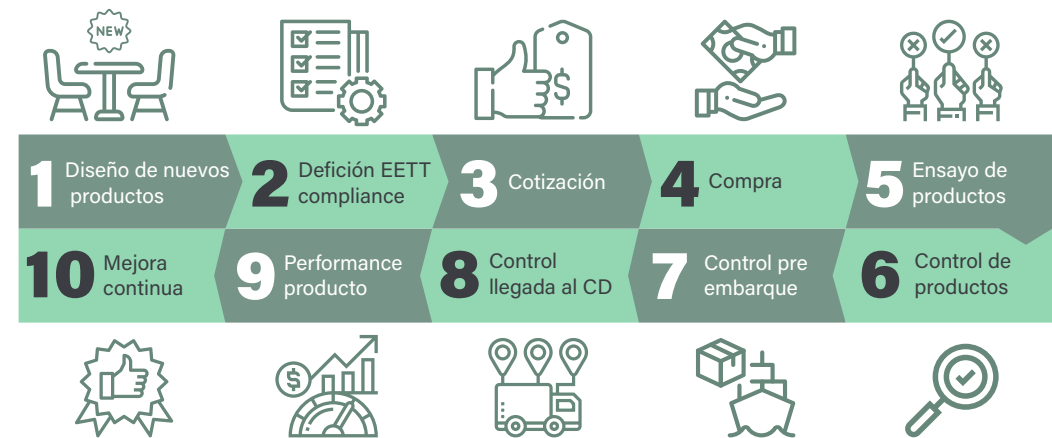 NEW
$
1 Diseño de nuevos
productos
2 Defición EETT
compliance
3 Cotización
4 Compra
5 Ensayo de
productos
6 Control de
productos
7 Control pre
embarque
8 Control
llegada al CD
9 Performance
producto
10 Mejora
continua
$